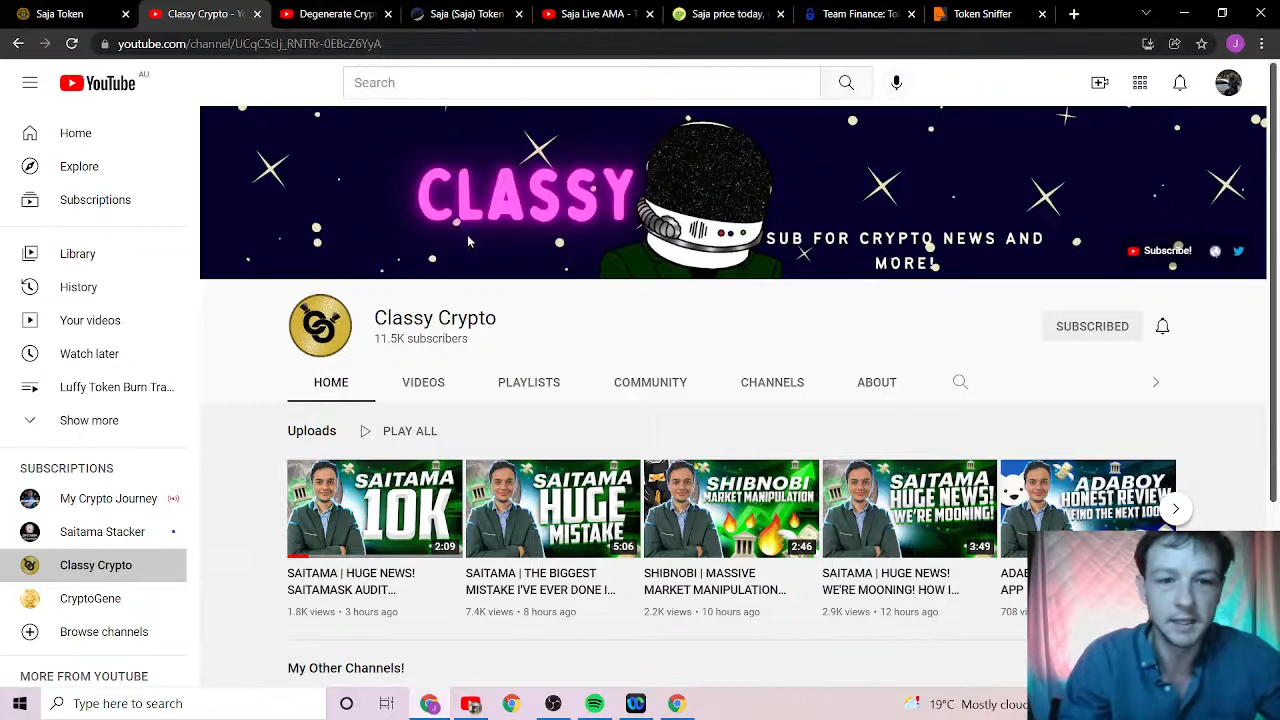 Saja Token
Classy Crypto - Yo
Degenerate Crypt
Saja (Saja) Token
Saja Live AMA - T
Saja price today,
Team Finance: To
Token Sniffer
youtube.com/channel/UCq5clj_RNTRr-0EBcZ6YyA
YouTube AU
Search
Home
Explore
Subscriptions
Library
History
Your videos
Watch later
Luffy Token Burn Tra...
Show more
SUBSCRIPTIONS
My Crypto Journey
Saitama Stacker
Classy Crypto
CryptoGene
Browse channels
MORE FROM YOUTUBE
CLASSY
SUB FOR CRYPTO NEWS AND
MORE!
Subscribe!
Classy Crypto
11.5K subscribers
SUBSCRIBED
HOME VIDEOS PLAYLISTS COMMUNITY CHANNELS ABOUT
Uploads PLAY ALL
SAITAMA
10K
2:09
SAITAMA
HUGE
MISTAKE
5:06
SHIBNOBI
MARKET MANIPULATION
2:46
SAITAMA
HUGE NEWS!
WE'RE MOONING!
3:49
ADABOY
HONEST REVIEW
FIND THE NEXT 100
SAITAMA | HUGE NEWS!
SAITAMASK AUDIT...
1.8K views • 3 hours ago
SAITAMA | THE BIGGEST
MISTAKE I'VE EVER DONE I...
7.4K views • 8 hours ago
SHIBNOBI | MASSIVE
MARKET MANIPULATION...
2.2K views • 10 hours ago
SAITAMA | HUGE NEWS!
WE'RE MOONING! HOW I...
2.9K views • 12 hours ago
ADAB
APP
708 vi
My Other Channels!
Type here to search
19°C Mostly cloud